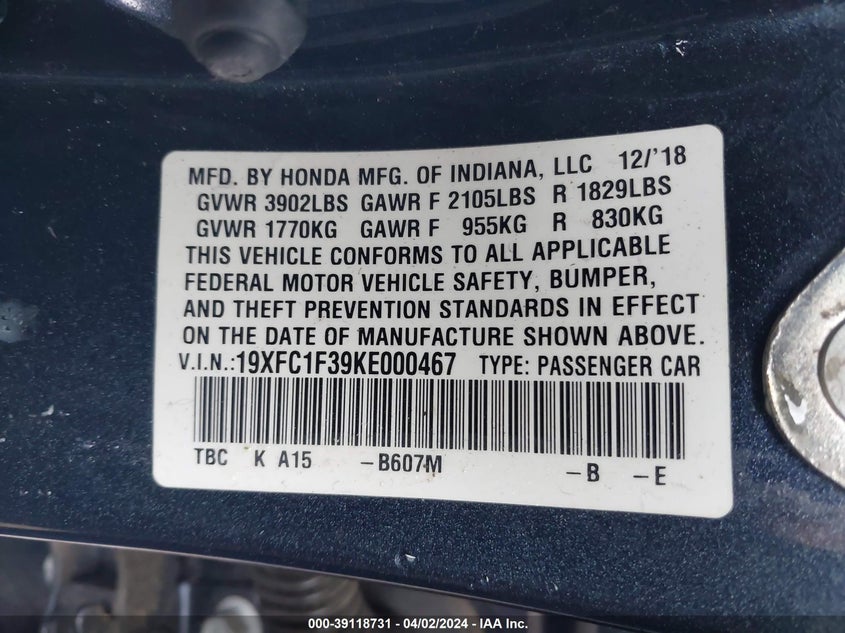 MFD. BY HONDA MFG. OF INDIANA, LLC 12/'18
GVWR 3902LBS GAWR F 2105LBS R 1829LBS
GVWR 1770KG GAWR F 955KG R 830KG
THIS VEHICLE CONFORMS TO ALL APPLICABLE
FEDERAL MOTOR VEHICLE SAFETY, BUMPER,
AND THEFT PREVENTION STANDARDS IN EFFECT
ON THE DATE OF MANUFACTURE SHOWN ABOVE.
V.I.N.:19XFC1F39KE000467 TYPE: PASSENGER CAR
TBC K A15 -B607M -B -E
000-39118731 - 04/02/2024 - IAA Inc.